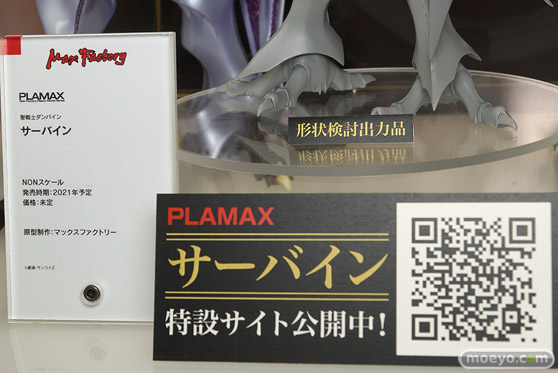 Max Factory
PLAMAX
聖戦士ダンバイン
サーバイン
NONスケール
発売時期：2021年予定
価格：未定
原型制作：マックスファクトリー
©創通・サンライズ
形状検討出力品
PLAMAX
サーバイン
特設サイト公開中!
moeyo.com